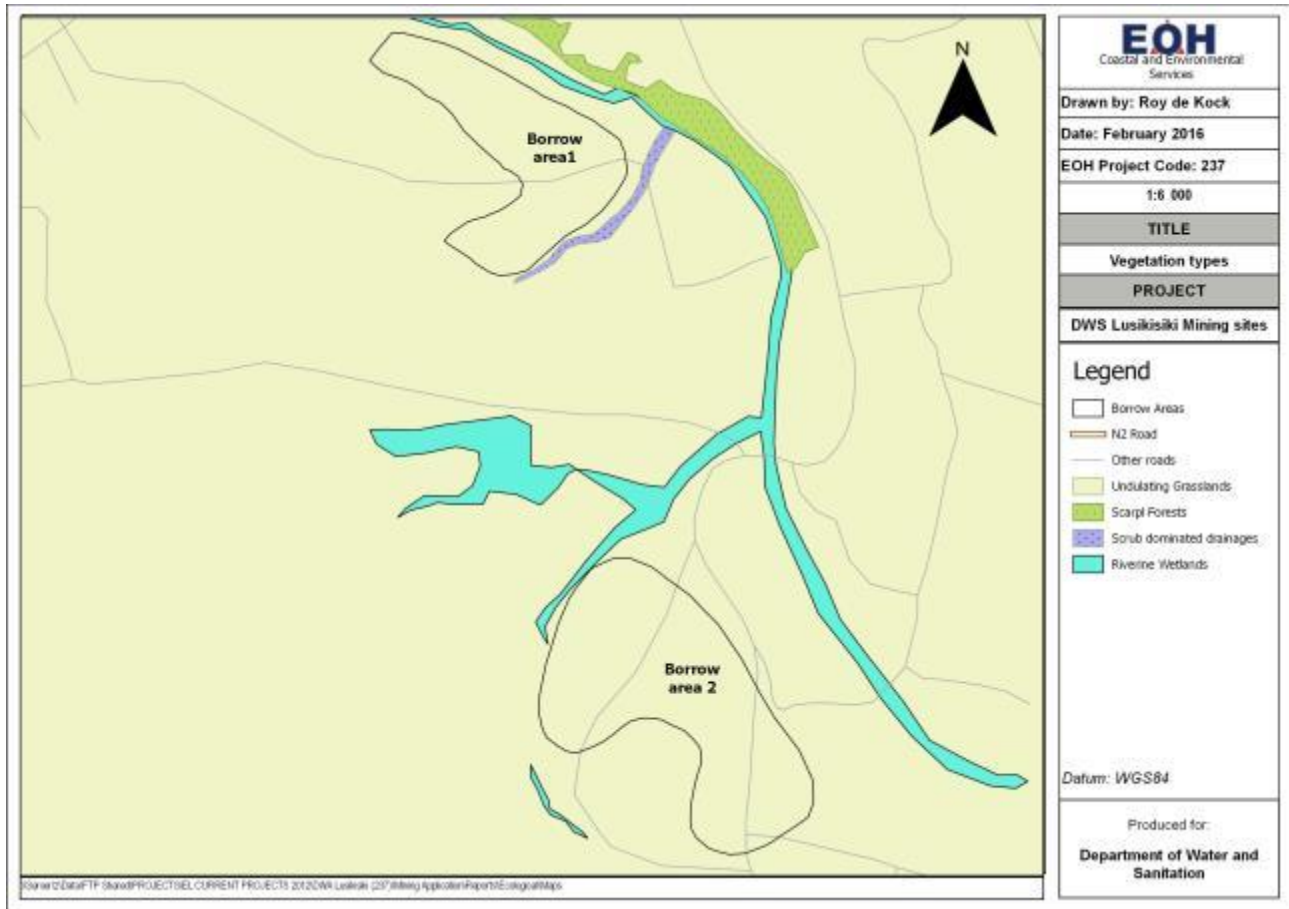 N
Borrow
area1
Borrow
area 2
EOH
Coastal and Environmental
Services
Drawn by: Roy de Kock
Date: February 2016
EOH Project Code: 237
1:6 000
TITLE
Vegetation types
PROJECT
DWS Lusikisiki Mining sites
Legend
Borrow Areas
N2 Road
Other roads
Undulating Grasslands
Scarpl Forests
Scrub dominated drainages
Riverine Wetlands
Datum: WGS84
Produced for:
Department of Water and
Sanitation